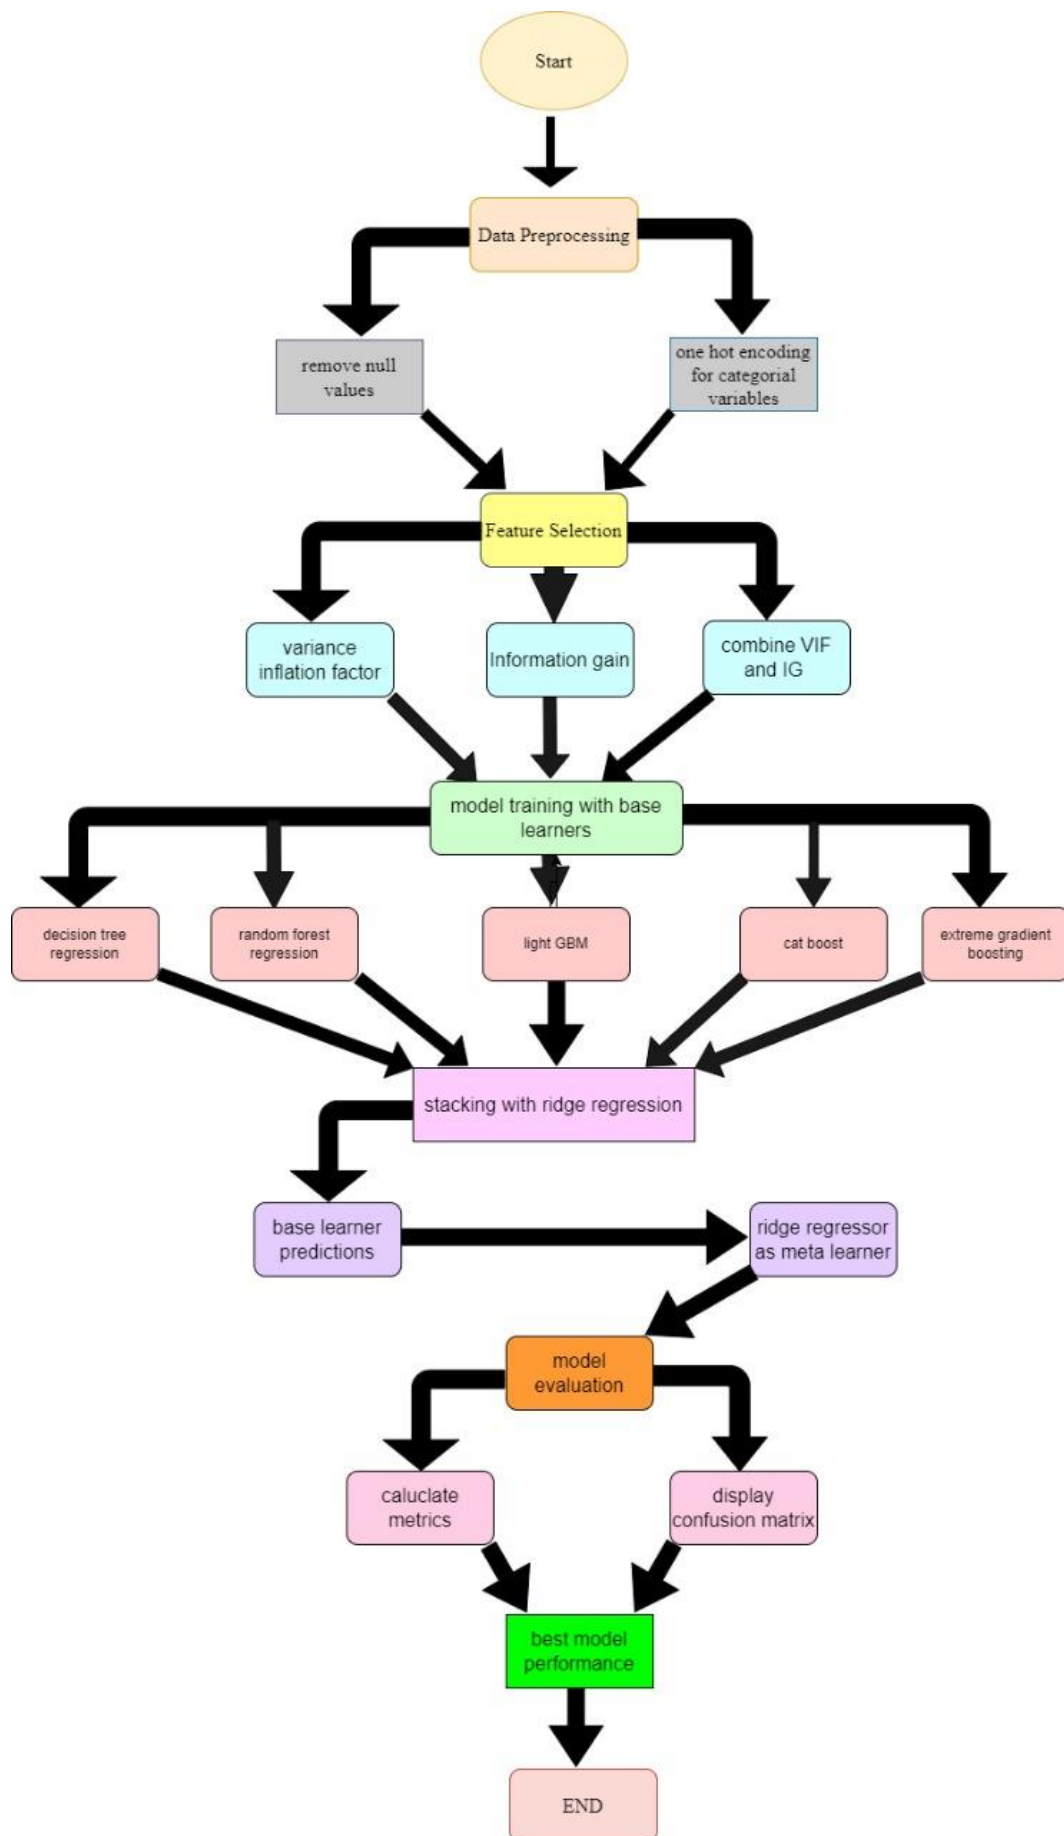 Start
Data Preprocessing
remove null
values
one hot encoding
for categorial
variables
Feature Selection
variance
inflation factor
Information gain
combine VIF
and IG
model training with base
learners
decision tree
regression
random forest
regression
light GBM
cat boost
extreme gradient
boosting
stacking with ridge regression
base learner
predictions
ridge regressor
as meta learner
model
evaluation
caluclate
metrics
display
confusion matrix
best model
performance
END